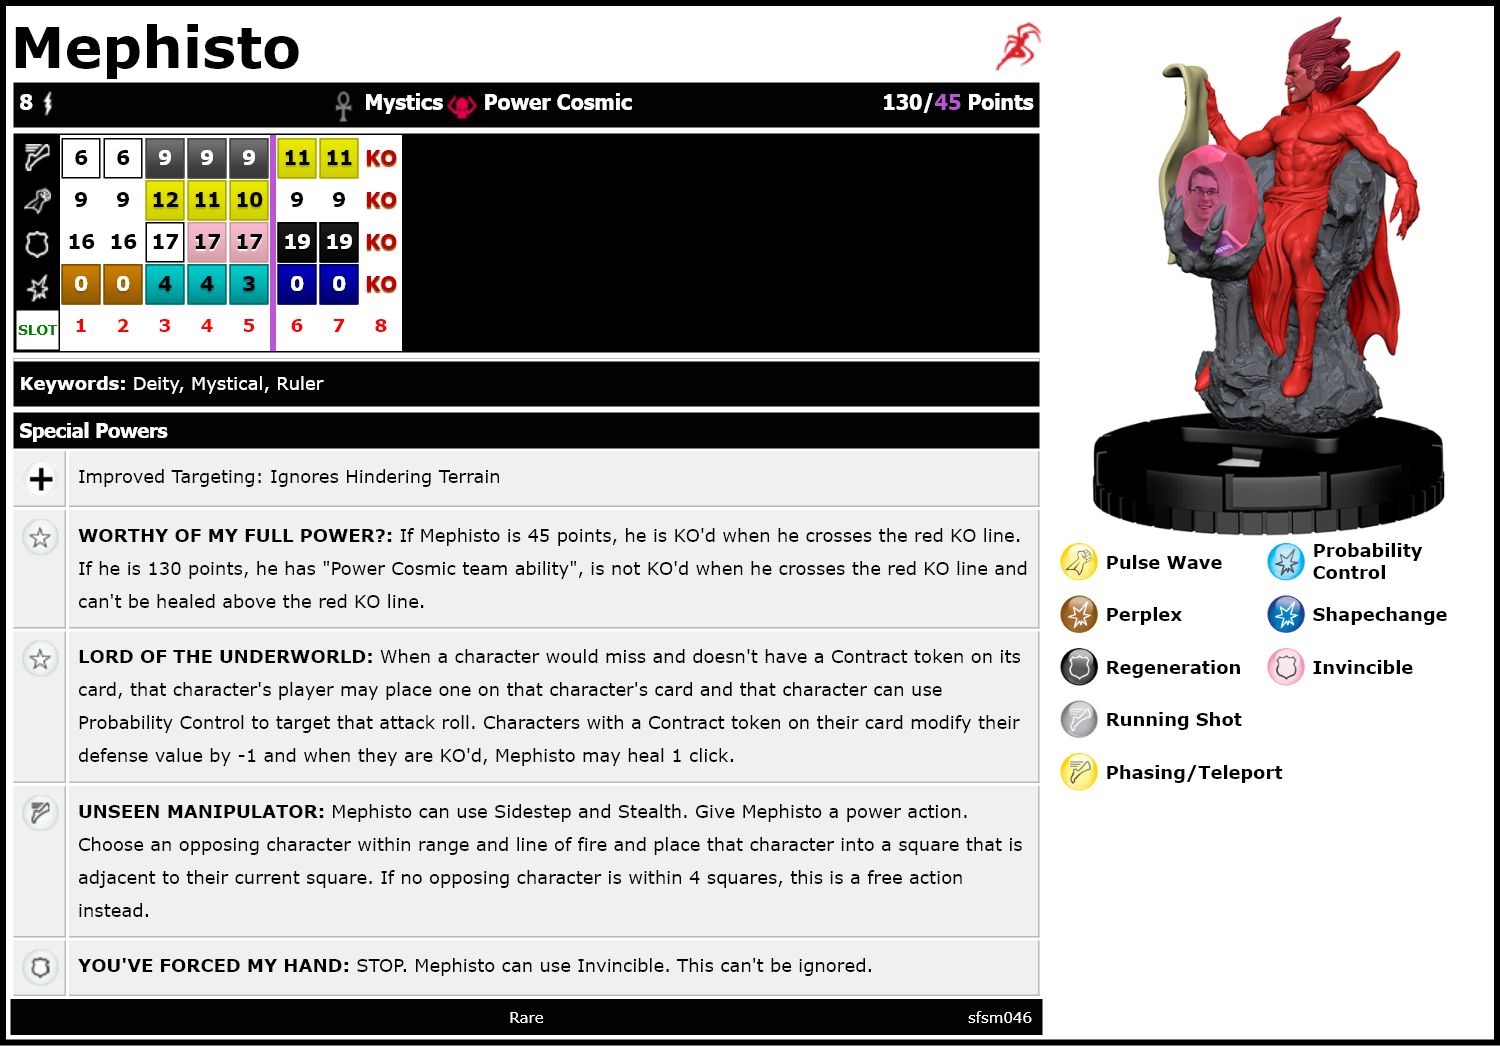 Mephisto
8 Mystics Power Cosmic 130/45 Points
6 6 9 9 9 11 11 KO
9 9 12 11 10 9 9 KO
16 16 17 17 17 19 19 KO
0 0 4 4 3 0 0 KO
SLOT 1 2 3 4 5 6 7 8
Keywords: Deity, Mystical, Ruler
Special Powers
Improved Targeting: Ignores Hindering Terrain
WORTHY OF MY FULL POWER?: If Mephisto is 45 points, he is KO'd when he crosses the red KO line.
If he is 130 points, he has "Power Cosmic team ability", is not KO'd when he crosses the red KO line and
can't be healed above the red KO line.
LORD OF THE UNDERWORLD: When a character would miss and doesn't have a Contract token on its
card, that character's player may place one on that character's card and that character can use
Probability Control to target that attack roll. Characters with a Contract token on their card modify their
defense value by -1 and when they are KO'd, Mephisto may heal 1 click.
UNSEEN MANIPULATOR: Mephisto can use Sidestep and Stealth. Give Mephisto a power action.
Choose an opposing character within range and line of fire and place that character into a square that is
adjacent to their current square. If no opposing character is within 4 squares, this is a free action
instead.
YOU'VE FORCED MY HAND: STOP. Mephisto can use Invincible. This can't be ignored.
Rare sfsm046
Pulse Wave
Probability
Control
Perplex
Shapechange
Regeneration
Invincible
Running Shot
Phasing/Teleport